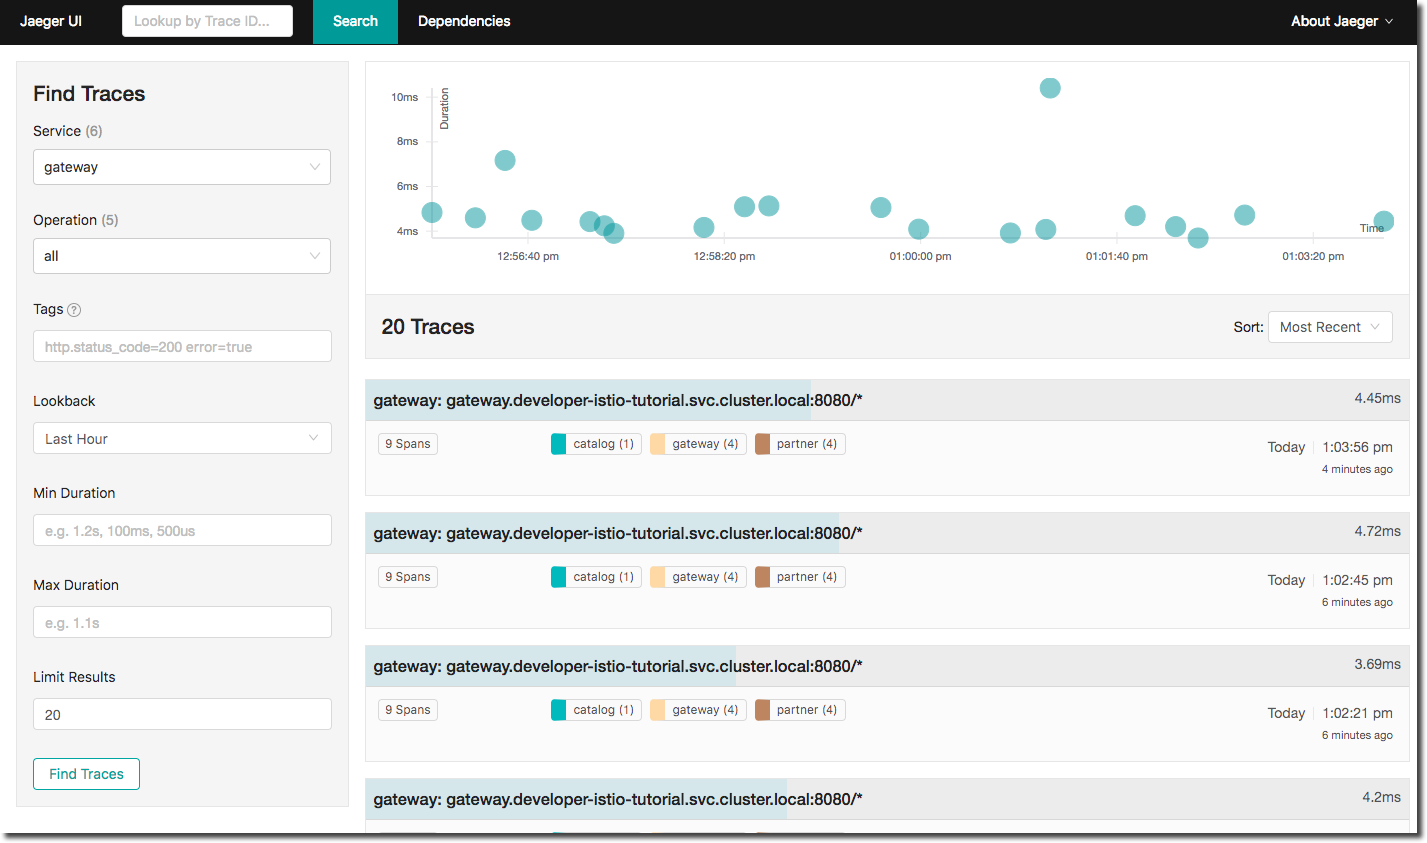 Jaeger UI
Lookup by Trace ID...
Search
Dependencies
About Jaeger
Find Traces
Service (6)
gateway
Operation (5)
all
Tags ?
http.status_code=200 error=true
Lookback
Last Hour
Min Duration
e.g. 1.2s, 100ms, 500us
Max Duration
e.g. 1.1s
Limit Results
20
Find Traces
Duration
10ms
8ms
6ms
4ms
Time
12:56:40 pm
12:58:20 pm
01:00:00 pm
01:01:40 pm
01:03:20 pm
20 Traces
Sort: Most Recent
gateway: gateway.developer-istio-tutorial.svc.cluster.local:8080/* 4.45ms
9 Spans catalog (1) gateway (4) partner (4) Today 1:03:56 pm
4 minutes ago
gateway: gateway.developer-istio-tutorial.svc.cluster.local:8080/* 4.72ms
9 Spans catalog (1) gateway (4) partner (4) Today 1:02:45 pm
6 minutes ago
gateway: gateway.developer-istio-tutorial.svc.cluster.local:8080/* 3.69ms
9 Spans catalog (1) gateway (4) partner (4) Today 1:02:21 pm
6 minutes ago
gateway: gateway.developer-istio-tutorial.svc.cluster.local:8080/* 4.2ms